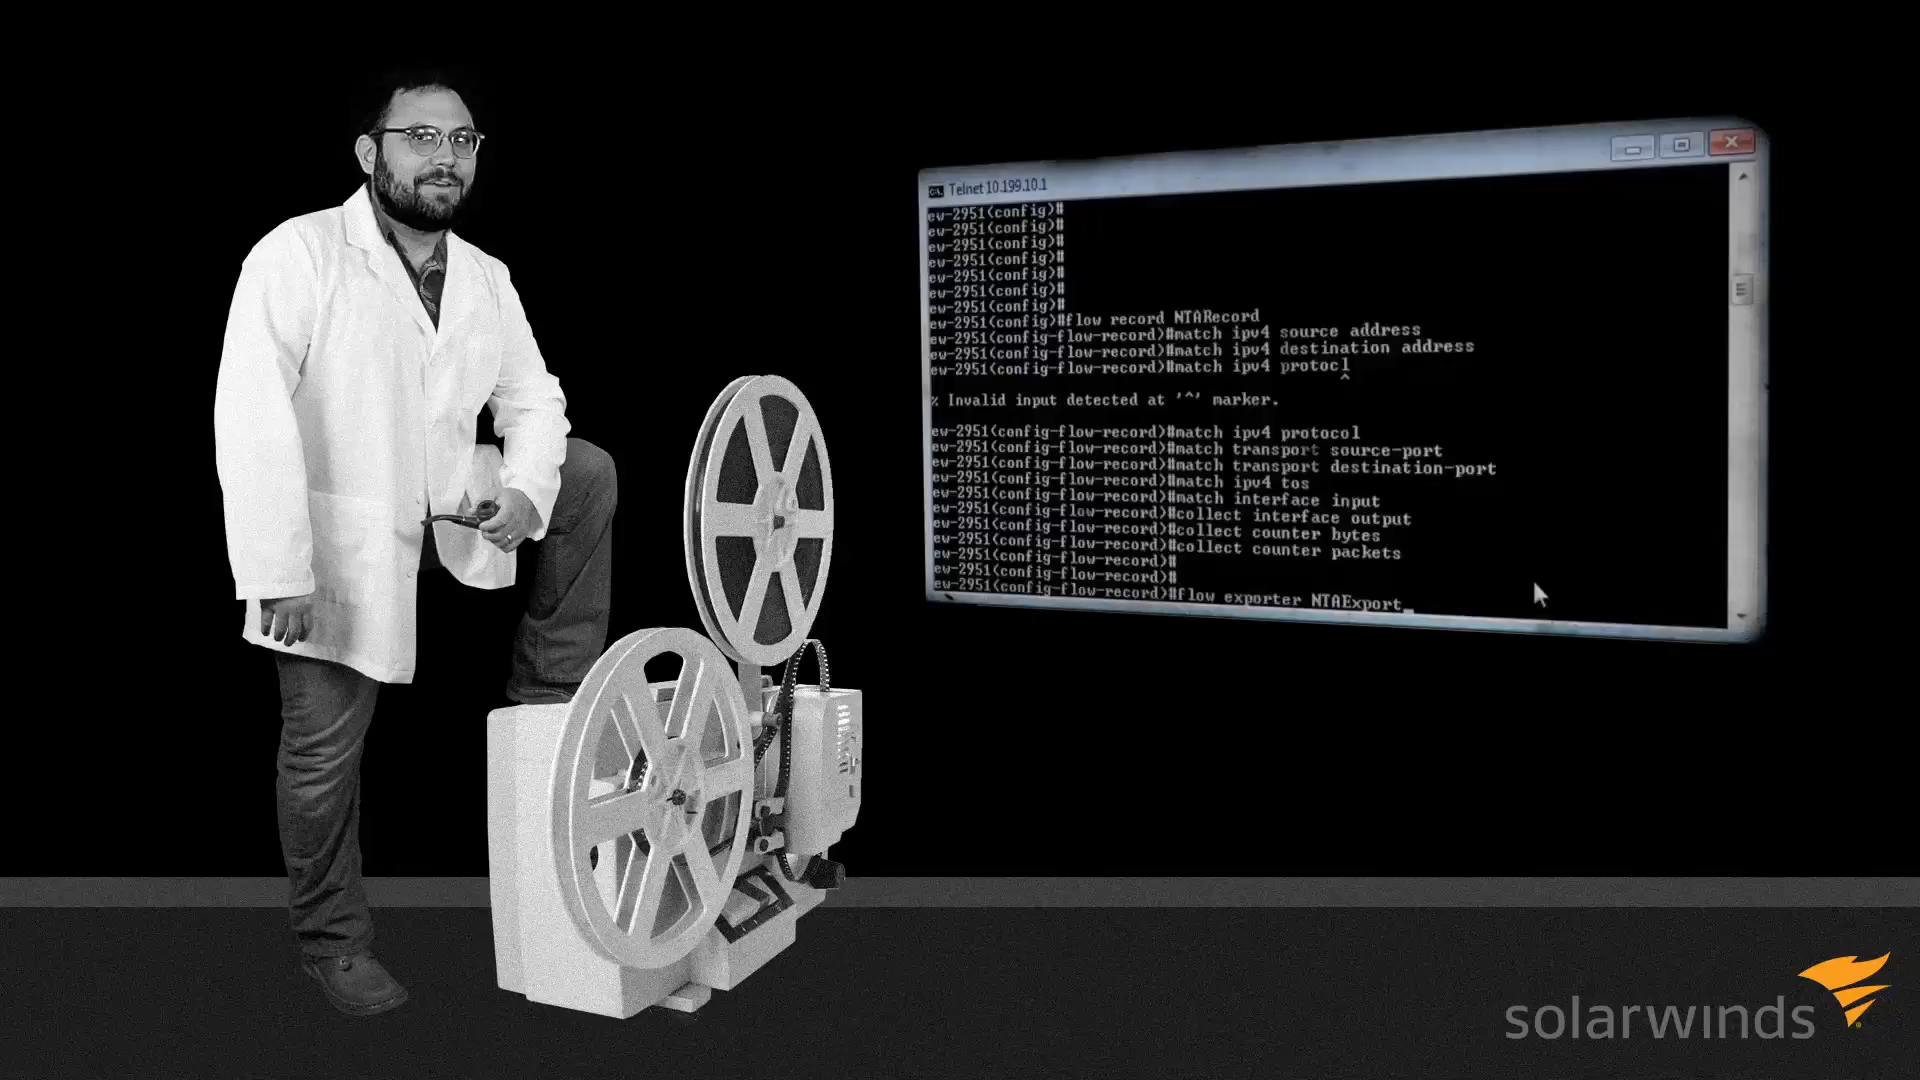 Telnet 10.199.10.1
ew-2951(config)#
ew-2951(config)#
ew-2951(config)#
ew-2951(config)#
ew-2951(config)#
ew-2951(config)#
ew-2951(config)#
ew-2951(config)#flow record NTARecord
ew-2951(config-flow-record)#match ipv4 source address
ew-2951(config-flow-record)#match ipv4 destination address
ew-2951(config-flow-record)#match ipv4 protocl
^
% Invalid input detected at '^' marker.
ew-2951(config-flow-record)#match ipv4 protocol
ew-2951(config-flow-record)#match transport source-port
ew-2951(config-flow-record)#match transport destination-port
ew-2951(config-flow-record)#match ipv4 tos
ew-2951(config-flow-record)#match interface input
ew-2951(config-flow-record)#collect interface output
ew-2951(config-flow-record)#collect counter bytes
ew-2951(config-flow-record)#collect counter packets
ew-2951(config-flow-record)#
ew-2951(config-flow-record)#
ew-2951(config-flow-record)#flow exporter NTAExport_
solarwinds